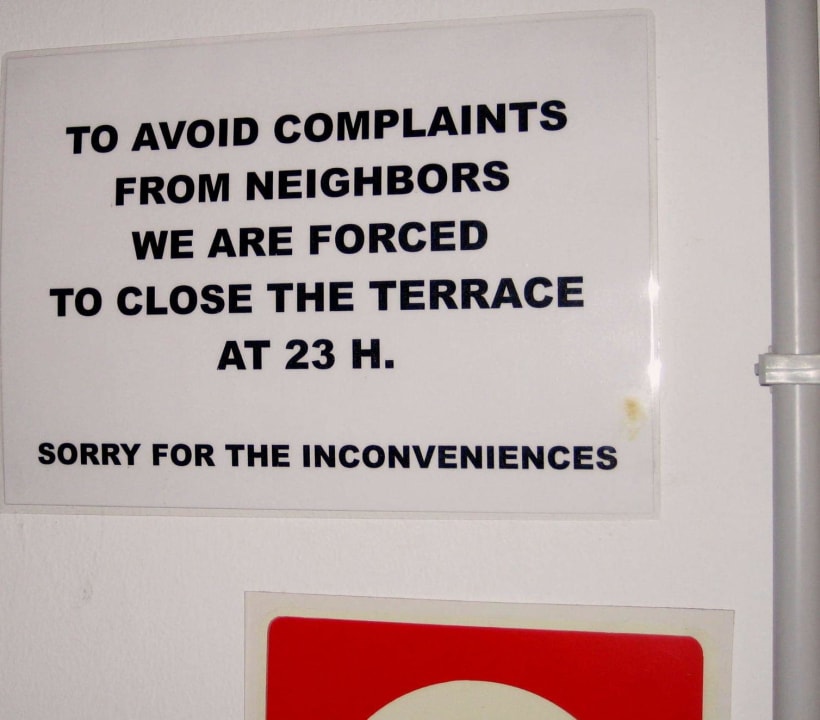 TO AVOID COMPLAINTS
FROM NEIGHBORS
WE ARE FORCED
TO CLOSE THE TERRACE
AT 23 H.
SORRY FOR THE INCONVENIENCES